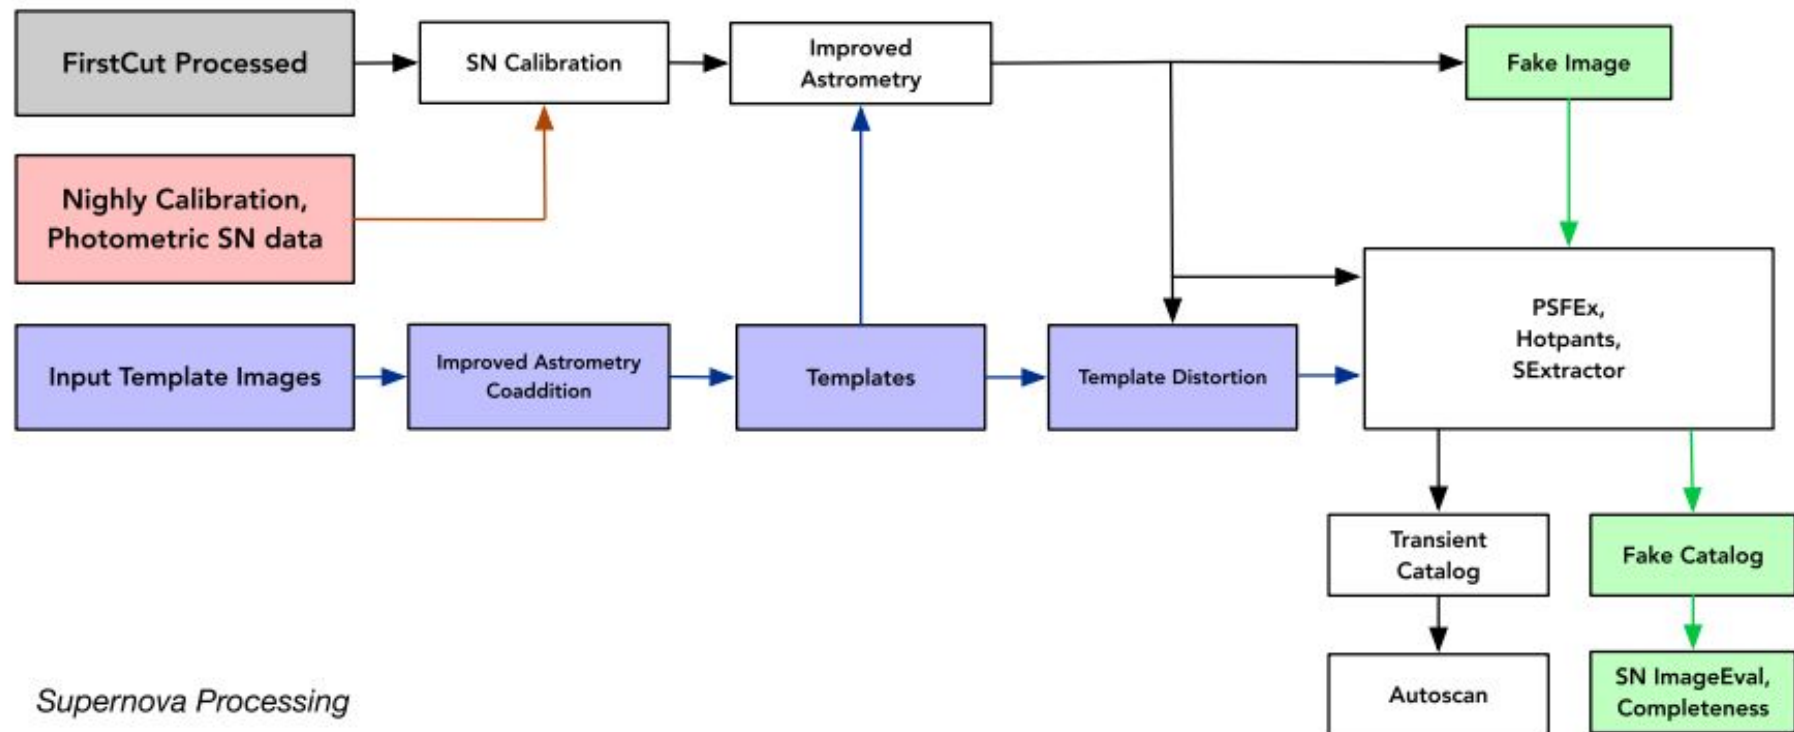 FirstCut Processed
SN Calibration
Improved
Astrometry
Fake Image
Nighly Calibration,
Photometric SN data
Input Template Images
Improved Astrometry
Coaddition
Templates
Template Distortion
PSFEx,
Hotpants,
SExtractor
Transient
Catalog
Fake Catalog
Autoscan
SN ImageEval,
Completeness
Supernova Processing